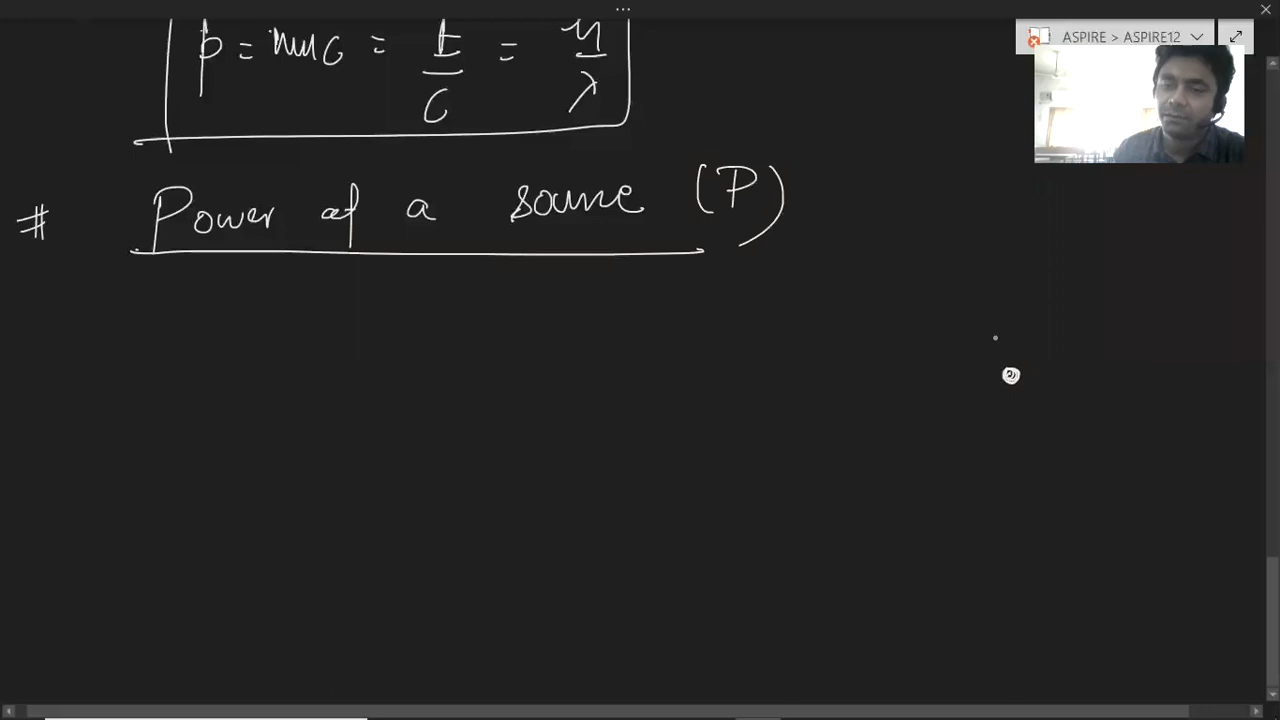 ASPIRE > ASPIRE12
p = mc = E/c = h/λ
# Power of a source (P)